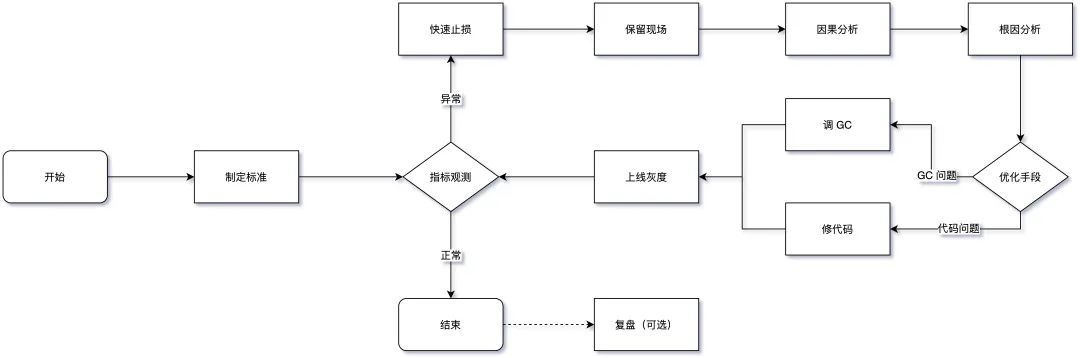 快速止损
保留现场
因果分析
根因分析
异常
调 GC
开始
制定标准
指标观测
上线灰度
GC 问题
优化手段
修代码
代码问题
正常
结束
复盘（可选）